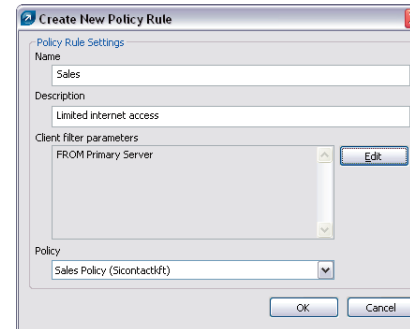 Create New Policy Rule
Policy Rule Settings
Name
Sales
Description
Limited internet access
Client filter parameters
FROM Primary Server
Edit
Policy
Sales Policy (Sicontactkft)
OK
Cancel